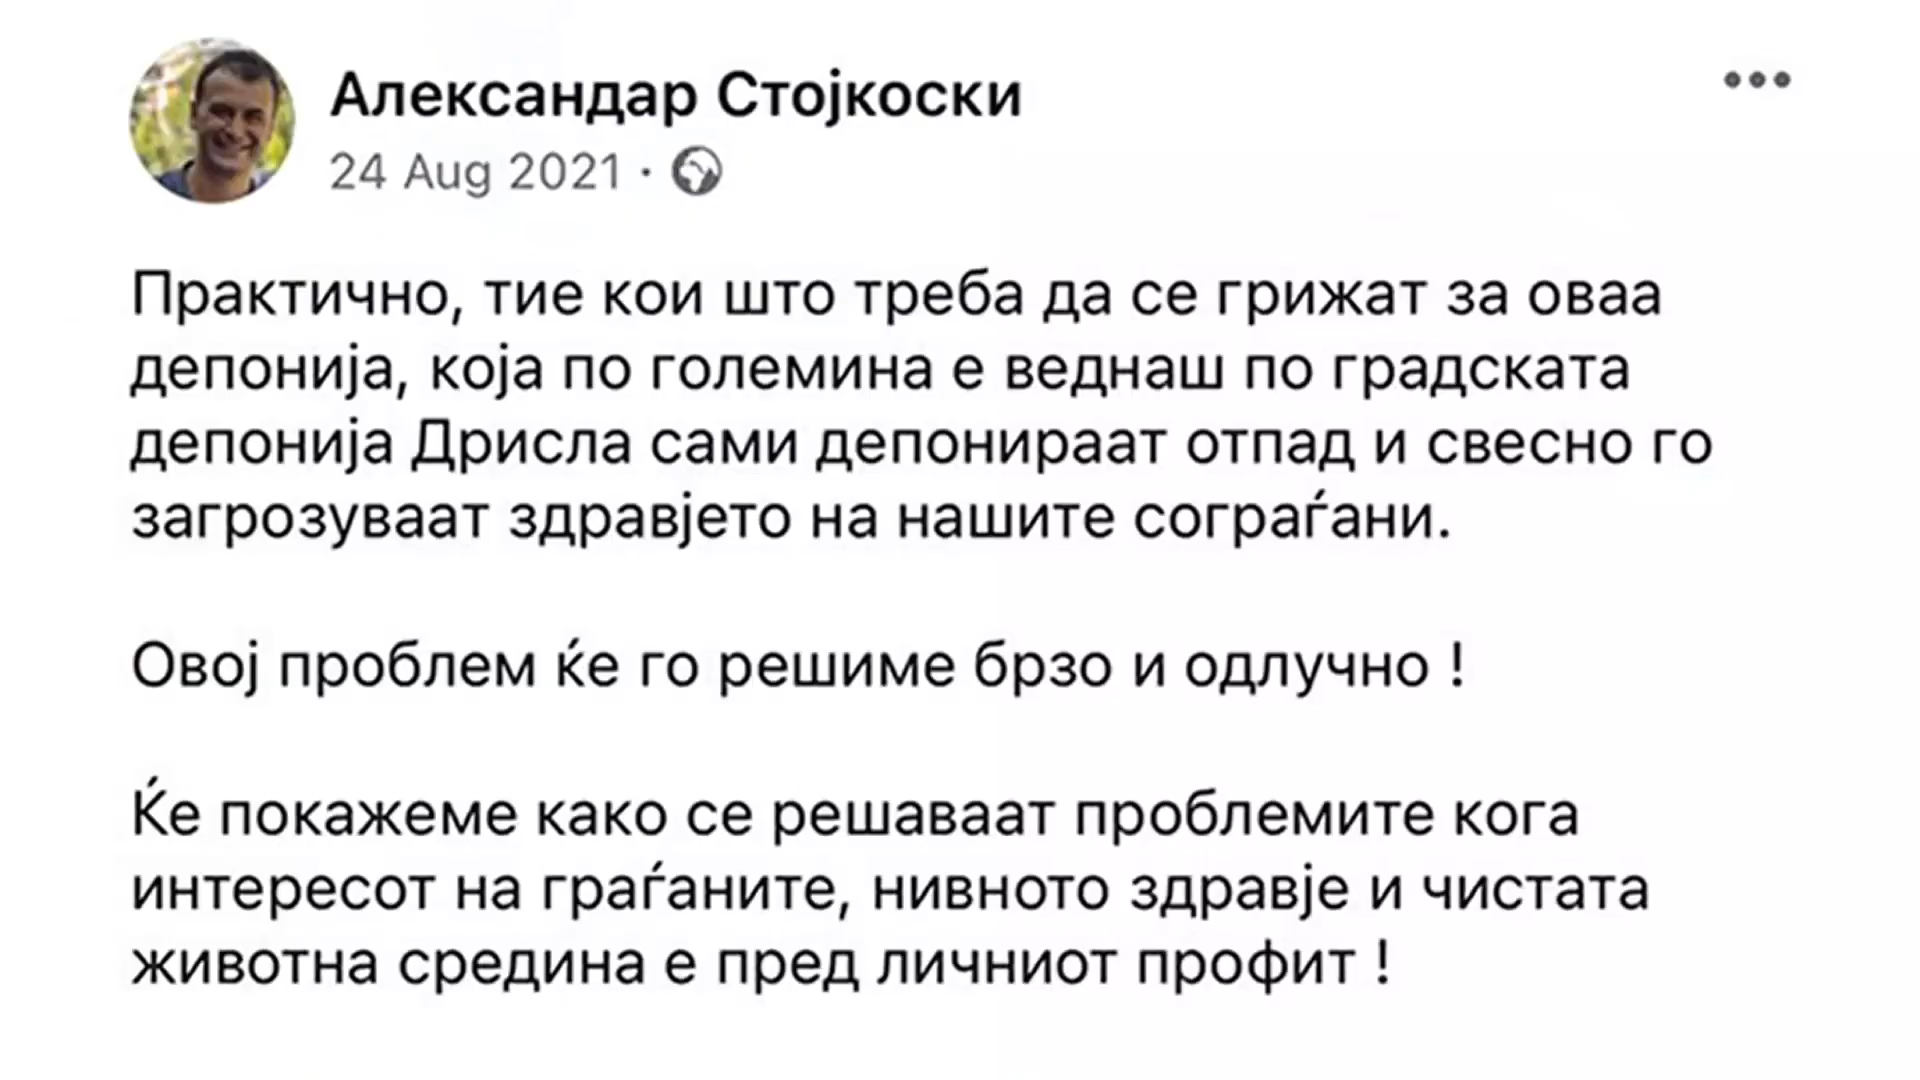 Александар Стојкоски
24 Aug 2021 ·
Практично, тие кои што треба да се грижат за оваа
депонија, која по големина е веднаш по градската
депонија Дрисла сами депонираат отпад и свесно го
загрозуваат здравјето на нашите сограѓани.
Овој проблем ќе го решиме брзо и одлучно !
Ќе покажеме како се решаваат проблемите кога
интересот на граѓаните, нивното здравје и чистата
животна средина е пред личниот профит !